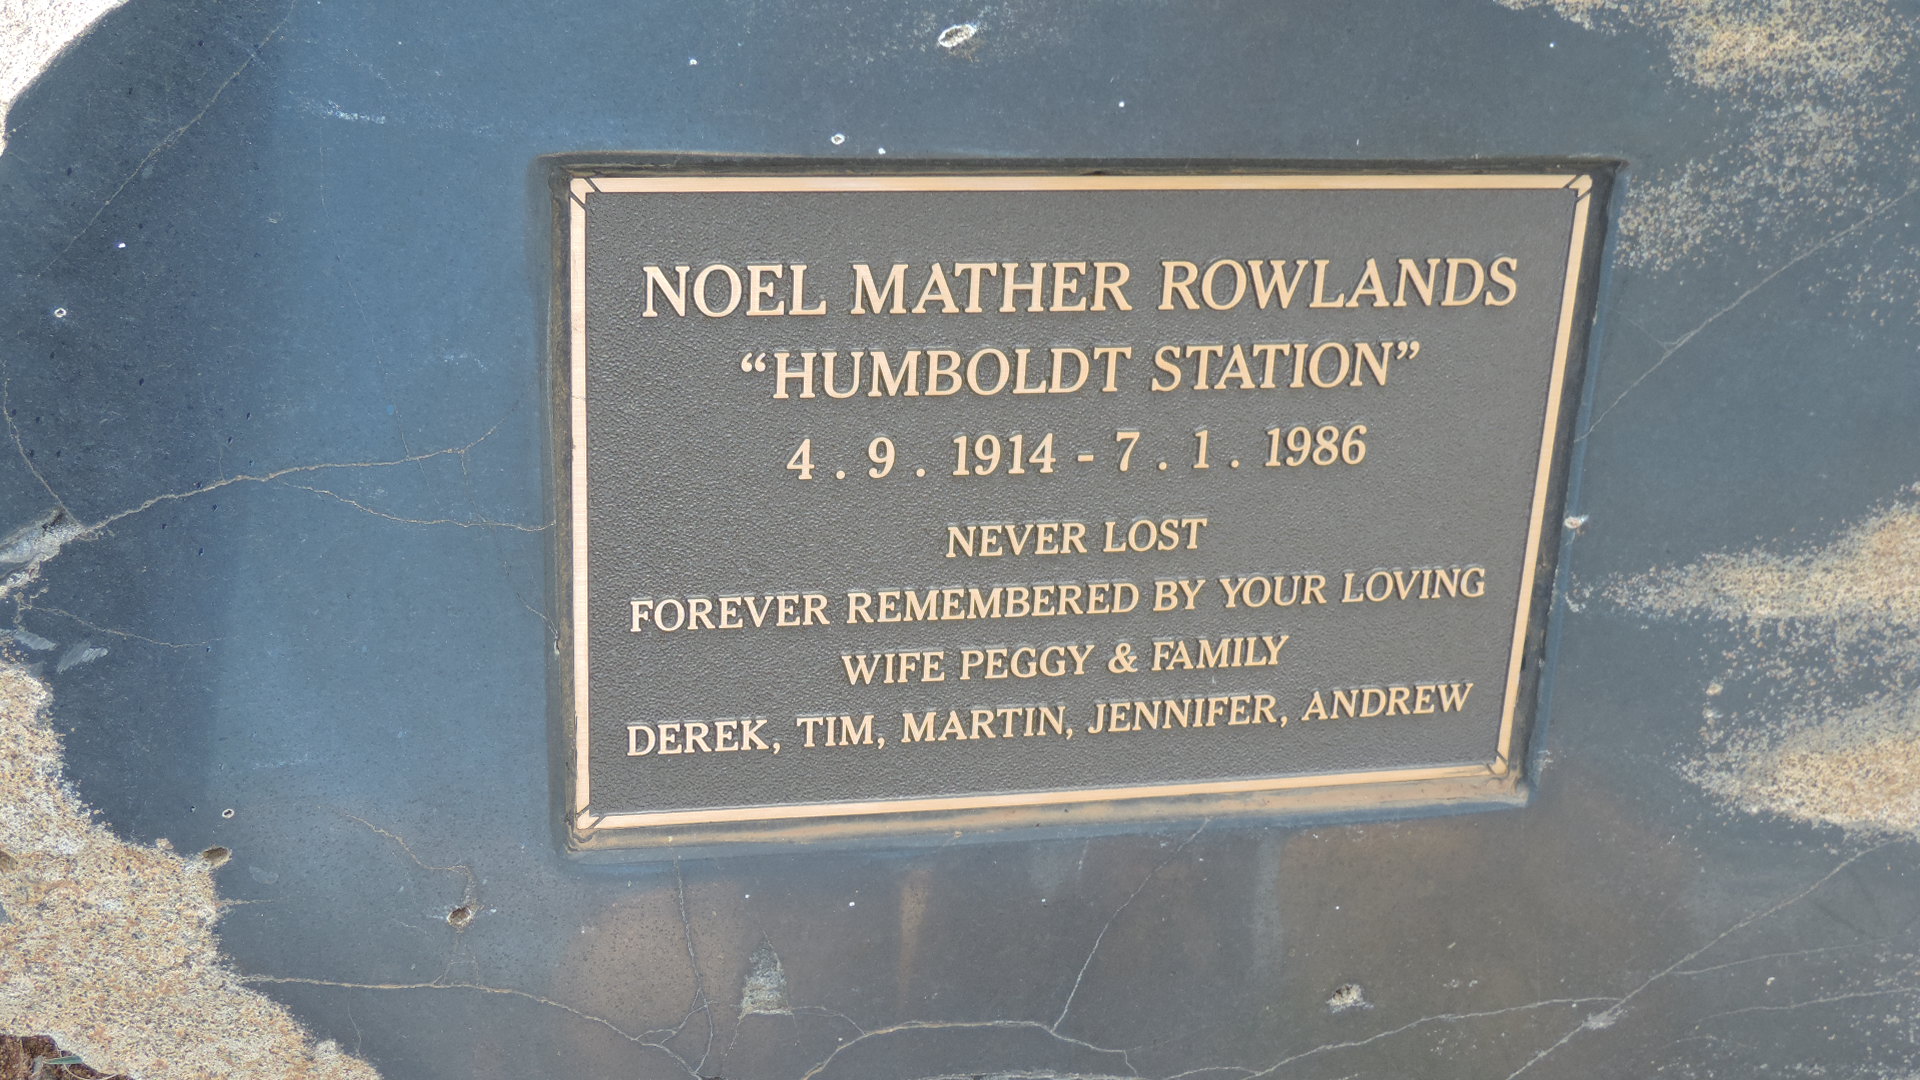 NOEL MATHER ROWLANDS
“HUMBOLDT STATION”
4 . 9 . 1914 - 7 . 1 . 1986
NEVER LOST
FOREVER REMEMBERED BY YOUR LOVING
WIFE PEGGY & FAMILY
DEREK, TIM, MARTIN, JENNIFER, ANDREW